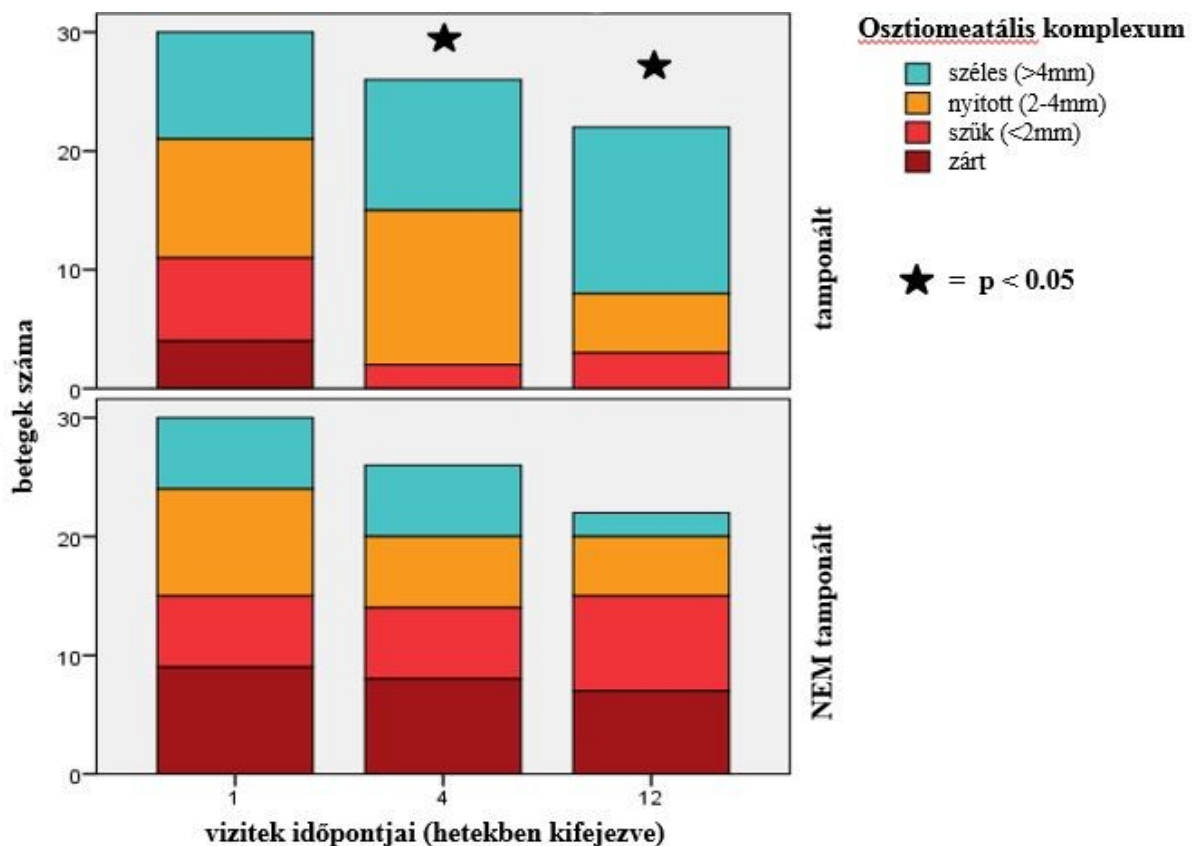 Osztiomeatális komplexum
széles (>4mm)
nyitott (2-4mm)
szük (<2mm)
zárt
★ = p < 0.05
betegek száma
30
20
10
0
tamponált
30
20
10
0
NEM tamponált
1 4 12
vizitek időpontjai (hetekben kifejezve)